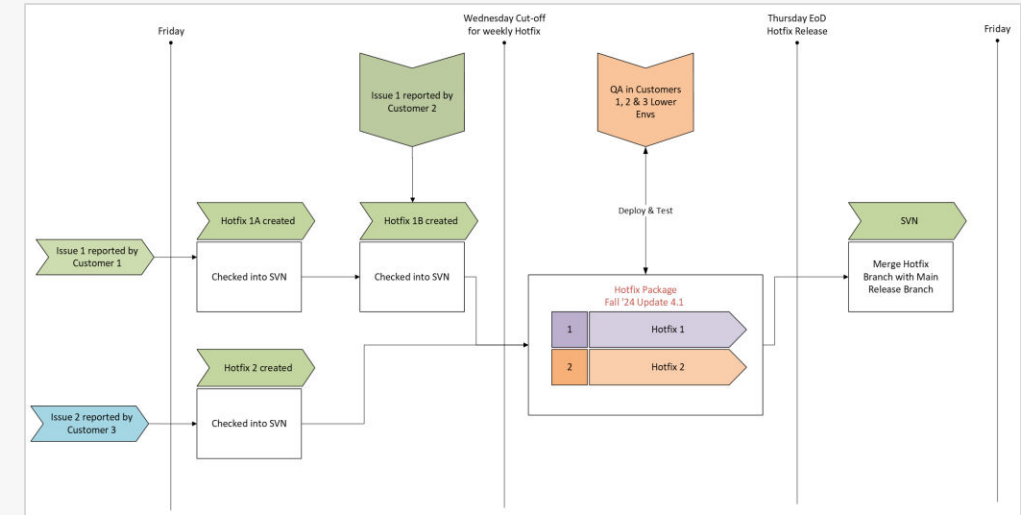 Friday
Wednesday Cut-off
for weekly Hotfix
Thursday EoD
Hotfix Release
Friday
Issue 1 reported by
Customer 2
QA in Customers
1, 2 & 3 Lower
Envs
Deploy & Test
Hotfix 1A created
Hotfix 1B created
SVN
Issue 1 reported by
Customer 1
Checked into SVN
Checked into SVN
Merge Hotfix
Branch with Main
Release Branch
Hotfix Package
Fall '24 Update 4.1
1
Hotfix 1
2
Hotfix 2
Hotfix 2 created
Issue 2 reported by
Customer 3
Checked into SVN